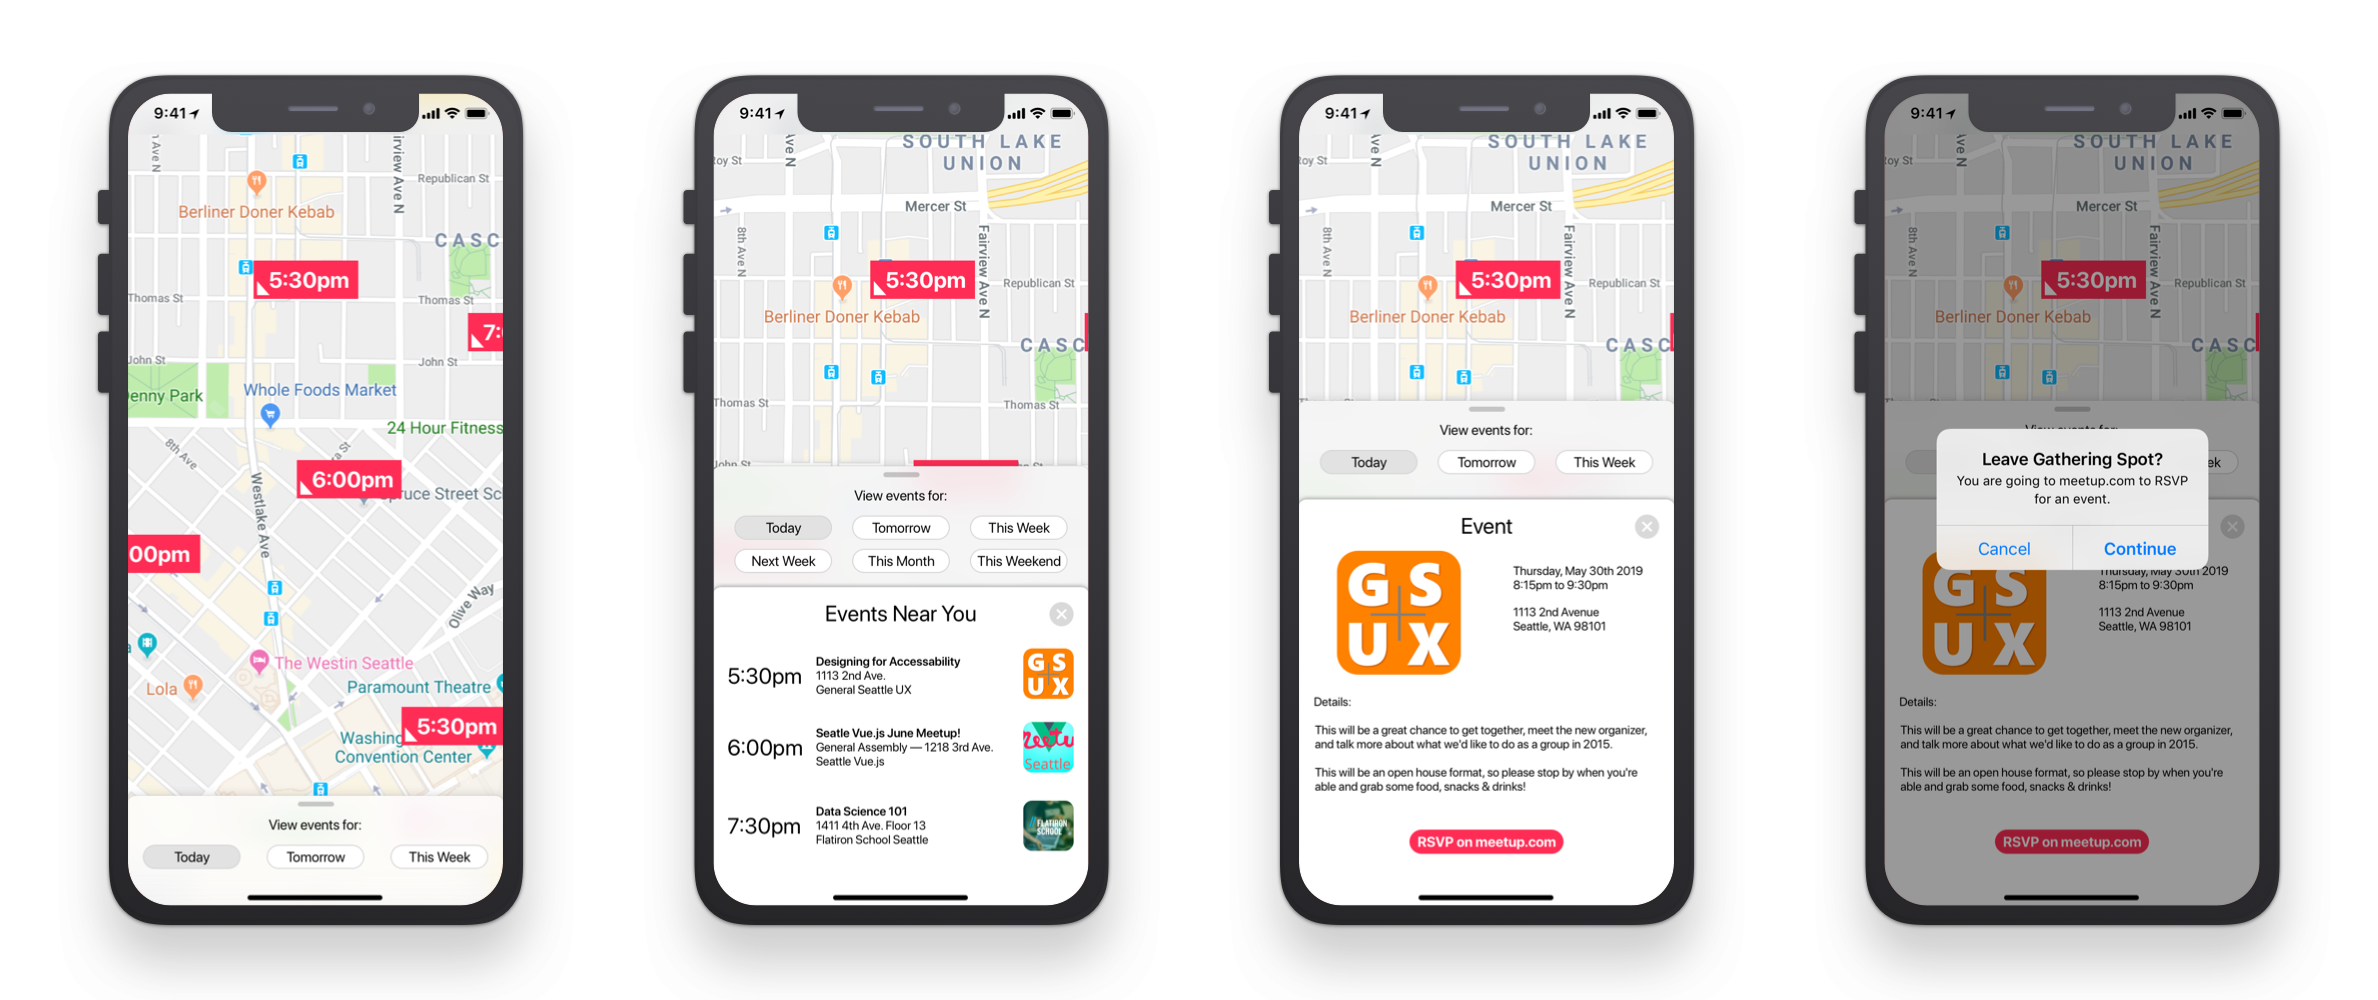 9:41
Ave N
irview Ave N
Republican St
Berliner Doner Kebab
CASC
5:30pm
Thomas St
Thomas St
7:
John St
John St
Whole Foods Market
enny Park
24 Hour Fitness
8th Ave
a St
6:00pm
ruce Street Sc
Westlake Ave
00pm
Olive Way
The Westin Seattle
Lola
Paramount Theatre
5:30pm
Washing
Convention Center
View events for:
Today
Tomorrow
This Week
9:41
SOUTH LAKE
UNION
Ave N
oy St
Mercer St
8th Ave N
Fairview Ave N
5:30pm
Republican St
Berliner Doner Kebab
CASC
Thomas St
Thomas St
John St
St
View events for:
Today
Tomorrow
This Week
Next Week
This Month
This Weekend
Events Near You
5:30pm
Designing for Accessability
1113 2nd Ave.
General Seattle UX
GS
UX
6:00pm
Seatle Vue.js June Meetup!
General Assembly — 1218 3rd Ave.
Seattle Vue.js
meetu
Seattle
7:30pm
Data Science 101
1411 4th Ave. Floor 13
Flatiron School Seattle
FLATIRON
SCHOOL
9:41
SOUTH LAKE
UNION
Ave N
oy St
Mercer St
8th Ave N
Fairview Ave N
5:30pm
Republican St
Berliner Doner Kebab
CASC
View events for:
Today
Tomorrow
This Week
Event
GS
UX
Thursday, May 30th 2019
8:15pm to 9:30pm
1113 2nd Avenue
Seattle, WA 98101
Details:
This will be a great chance to get together, meet the new organizer,
and talk more about what we'd like to do as a group in 2015.
This will be an open house format, so please stop by when you're
able and grab some food, snacks & drinks!
RSVP on meetup.com
9:41
SOUTH LAKE
UNION
Ave N
oy St
Mercer St
8th Ave N
Fairview Ave N
5:30pm
Republican St
Berliner Doner Kebab
CASC
View events for:
ek
Leave Gathering Spot?
You are going to meetup.com to RSVP
for an event.
Cancel
Continue
GS
UX
Thursday, May 30th 2019
8:15pm to 9:30pm
1113 2nd Avenue
Seattle, WA 98101
Details:
This will be a great chance to get together, meet the new organizer,
and talk more about what we'd like to do as a group in 2015.
This will be an open house format, so please stop by when you're
able and grab some food, snacks & drinks!
RSVP on meetup.com